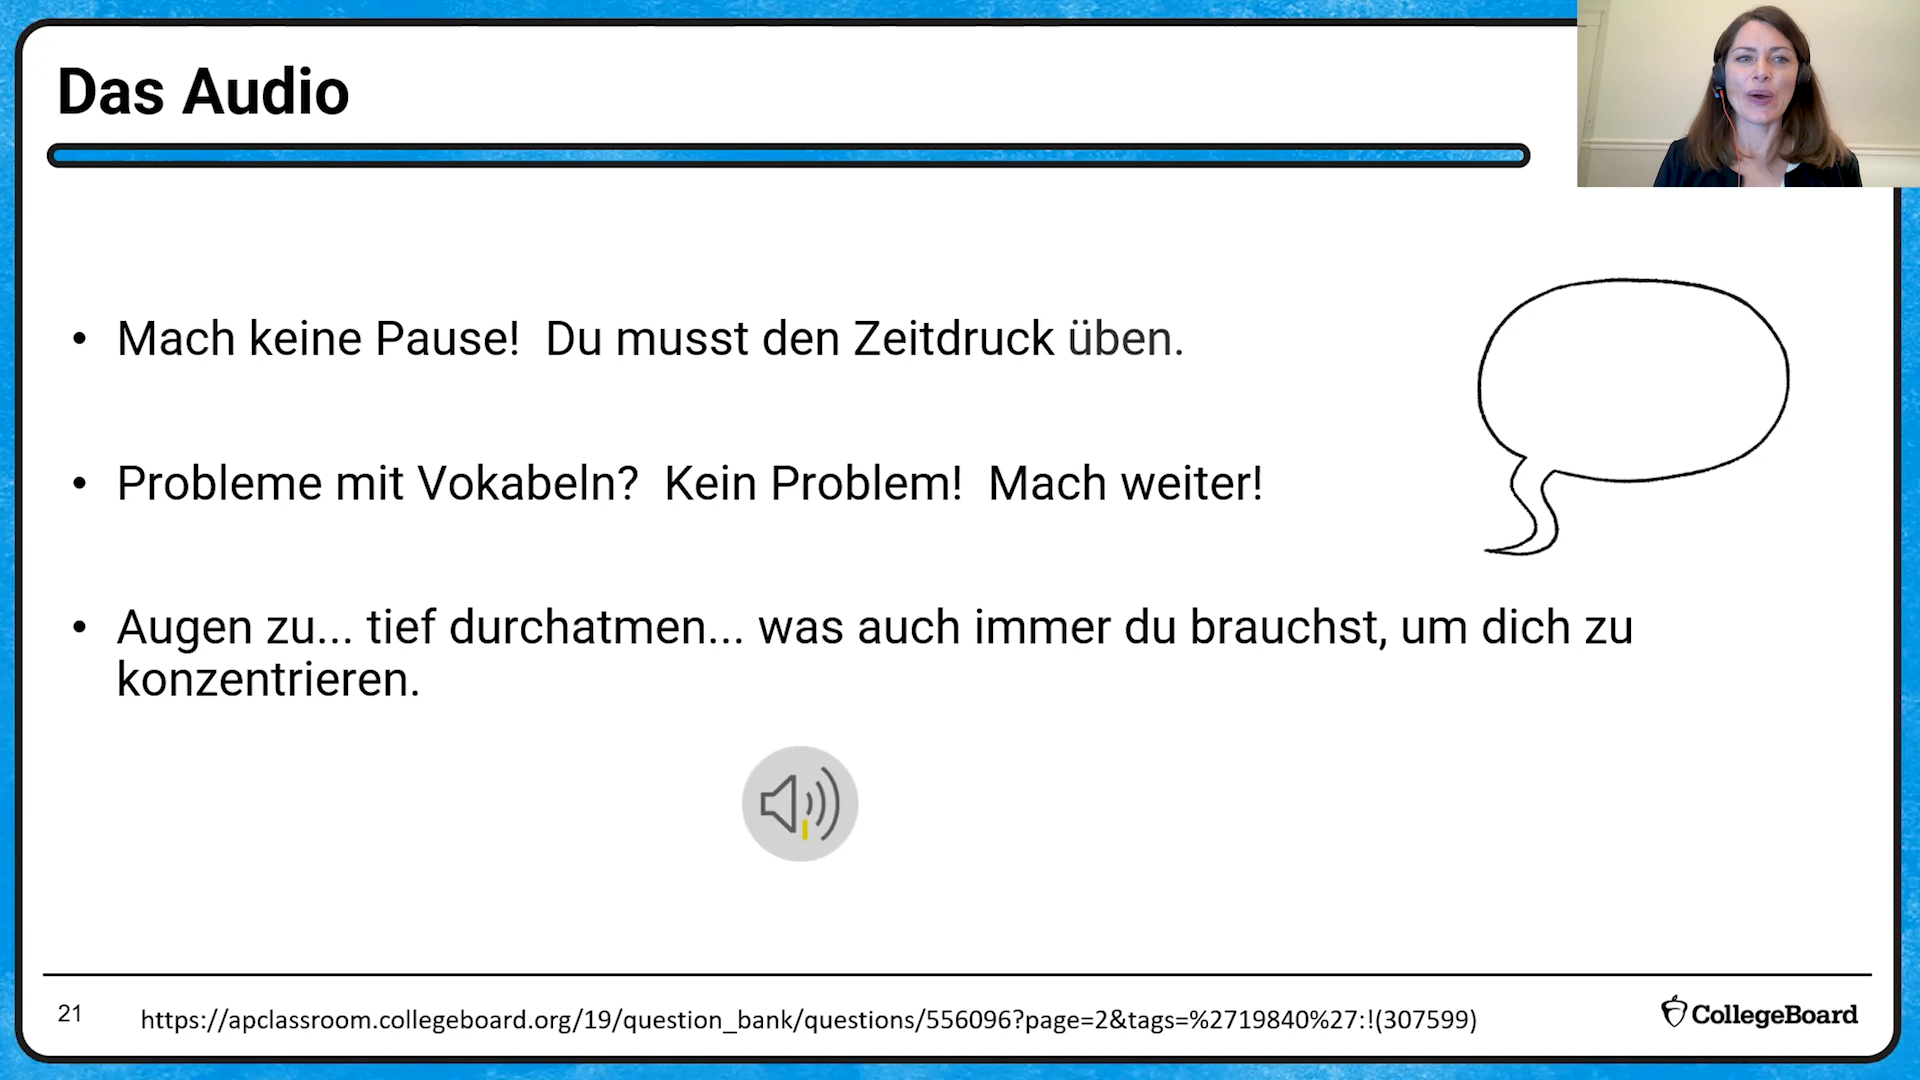 Das Audio
• Mach keine Pause!  Du musst den Zeitdruck üben.
• Probleme mit Vokabeln?  Kein Problem!  Mach weiter!
• Augen zu... tief durchatmen... was auch immer du brauchst, um dich zu
konzentrieren.
21
https://apclassroom.collegeboard.org/19/question_bank/questions/556096?page=2&tags=%2719840%27:!(307599)
CollegeBoard